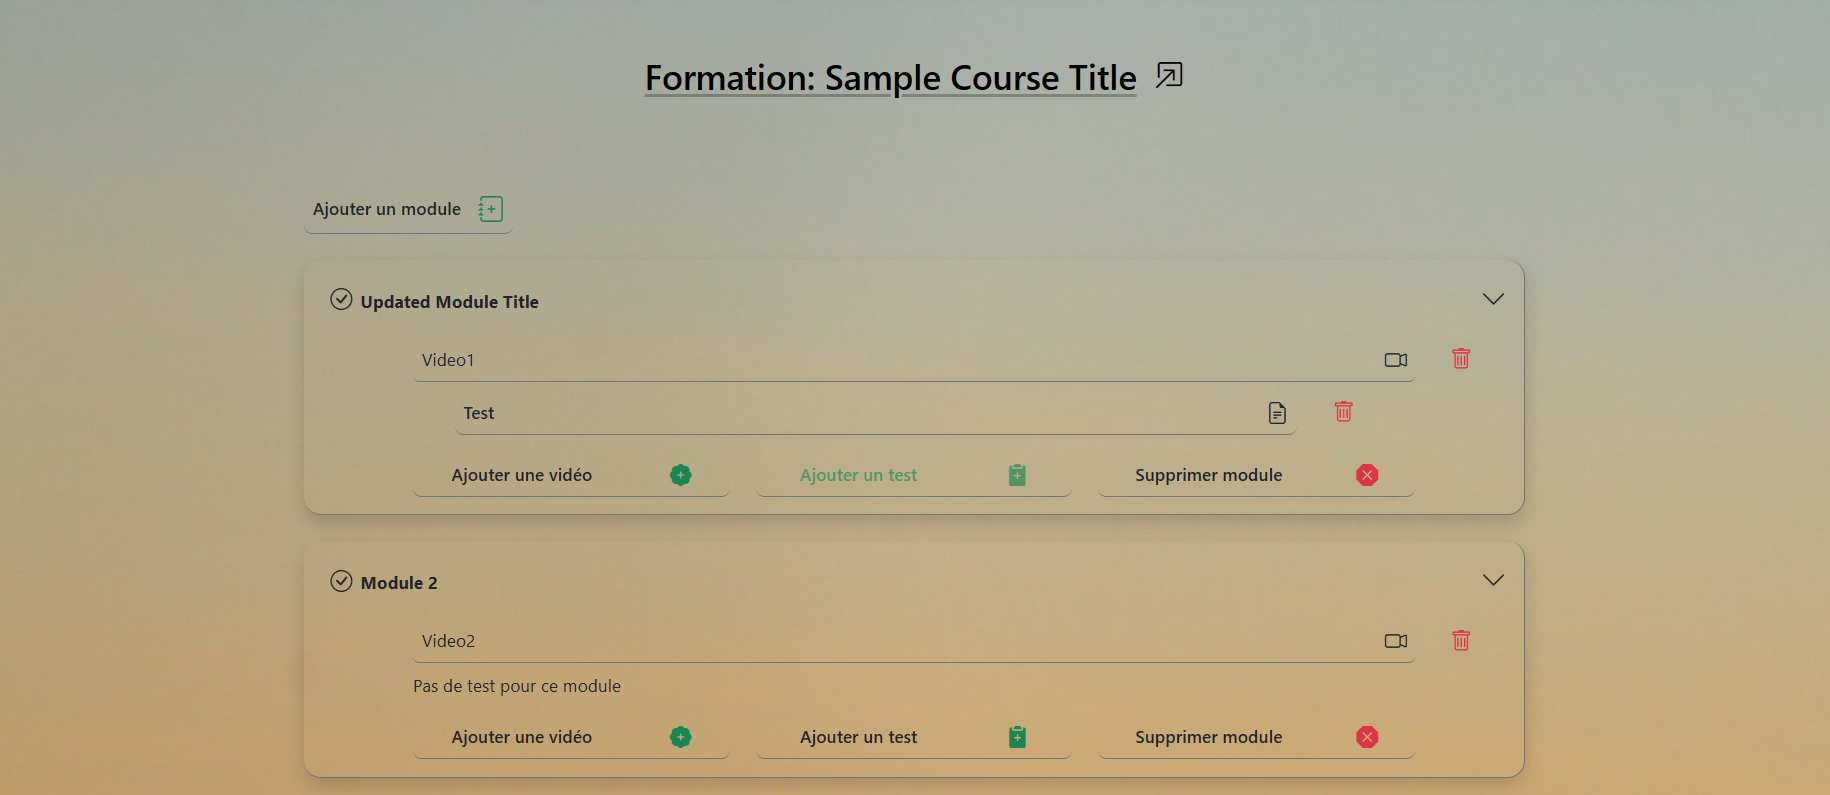 Formation: Sample Course Title
Ajouter un module
Updated Module Title
Video1
Test
Ajouter une vidéo Ajouter un test Supprimer module
Module 2
Video2
Pas de test pour ce module
Ajouter une vidéo Ajouter un test Supprimer module